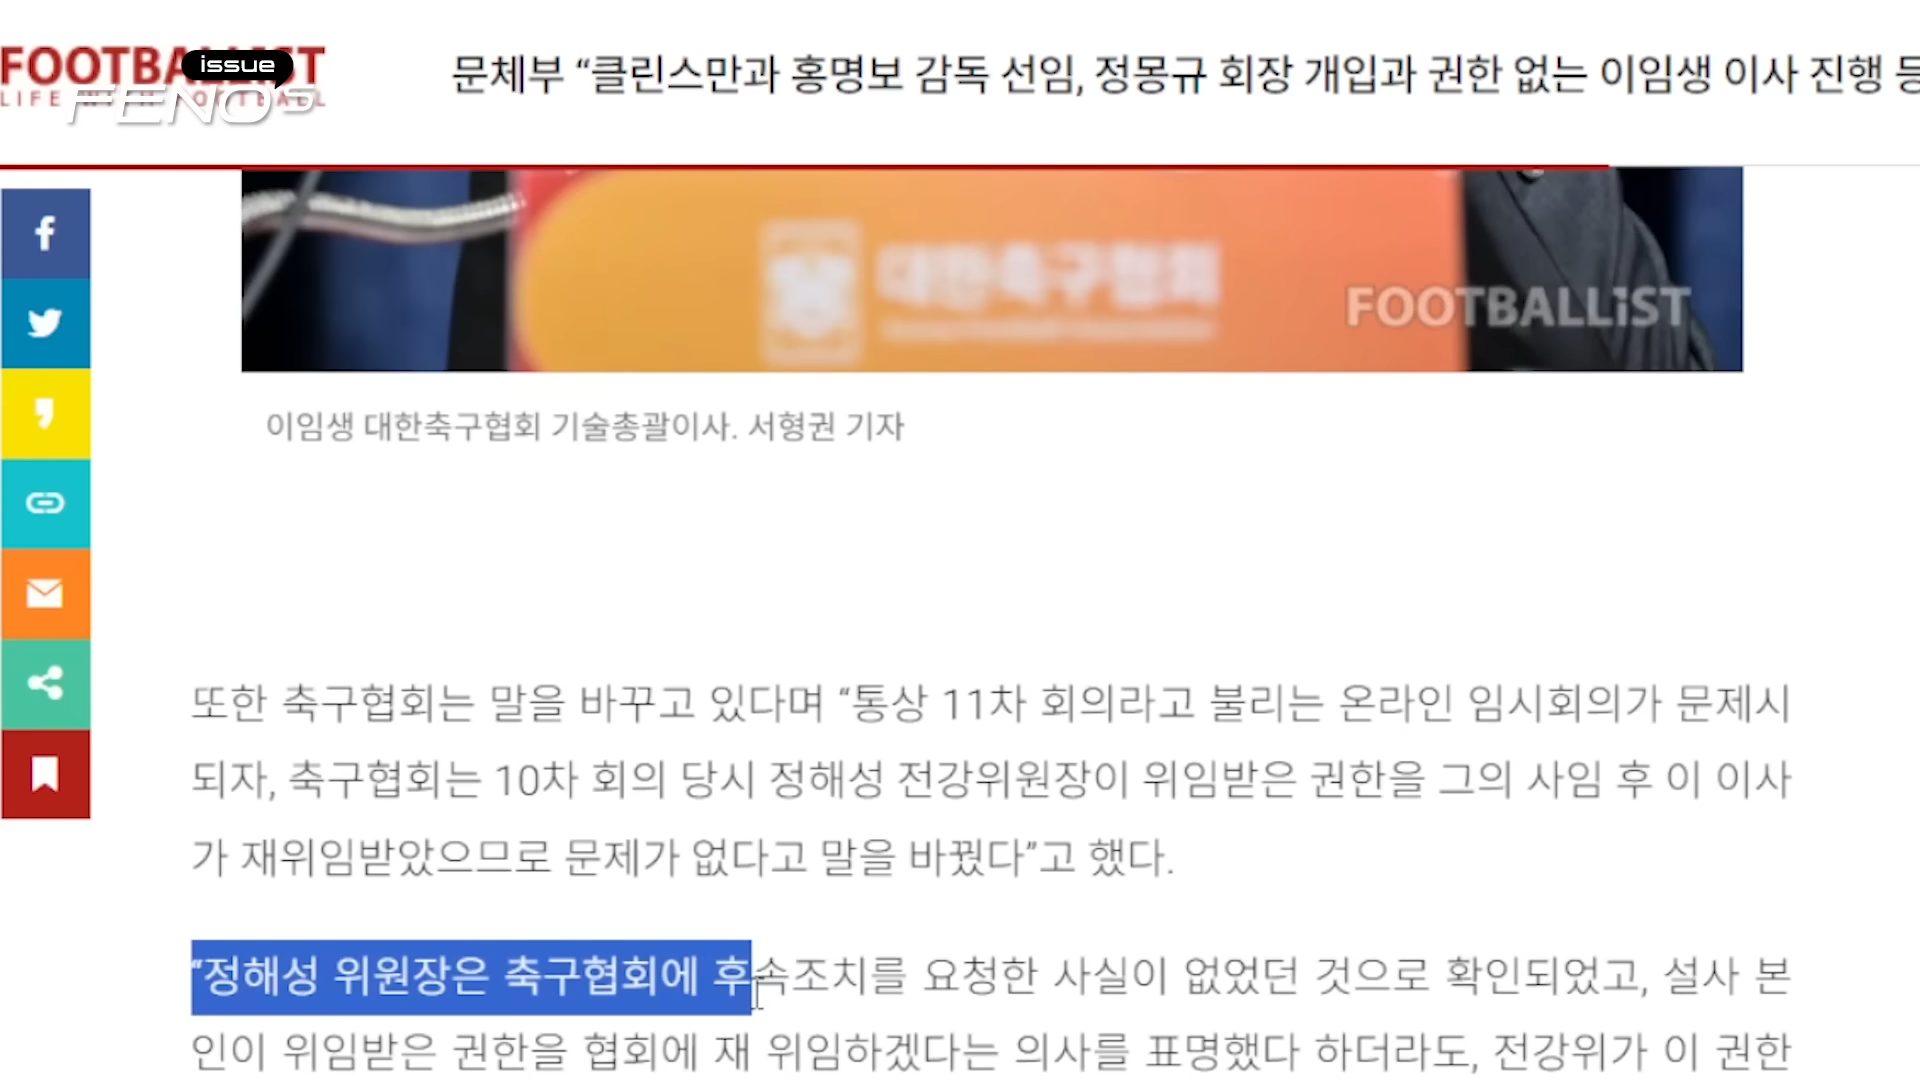 FOOTBALLIST
issue
FENOS
문체부 “클린스만과 홍명보 감독 선임, 정몽규 회장 개입과 권한 없는 이임생 이사 진행 등
대한축구협회
FOOTBALLiST
이임생 대한축구협회 기술총괄이사. 서형권 기자
또한 축구협회는 말을 바꾸고 있다며 “통상 11차 회의라고 불리는 온라인 임시회의가 문제시
되자, 축구협회는 10차 회의 당시 정해성 전강위원장이 위임받은 권한을 그의 사임 후 이 이사
가 재위임받았으므로 문제가 없다고 말을 바꿨다”고 했다.
“정해성 위원장은 축구협회에 후속조치를 요청한 사실이 없었던 것으로 확인되었고, 설사 본
인이 위임받은 권한을 협회에 재 위임하겠다는 의사를 표명했다 하더라도, 전강위가 이 권한